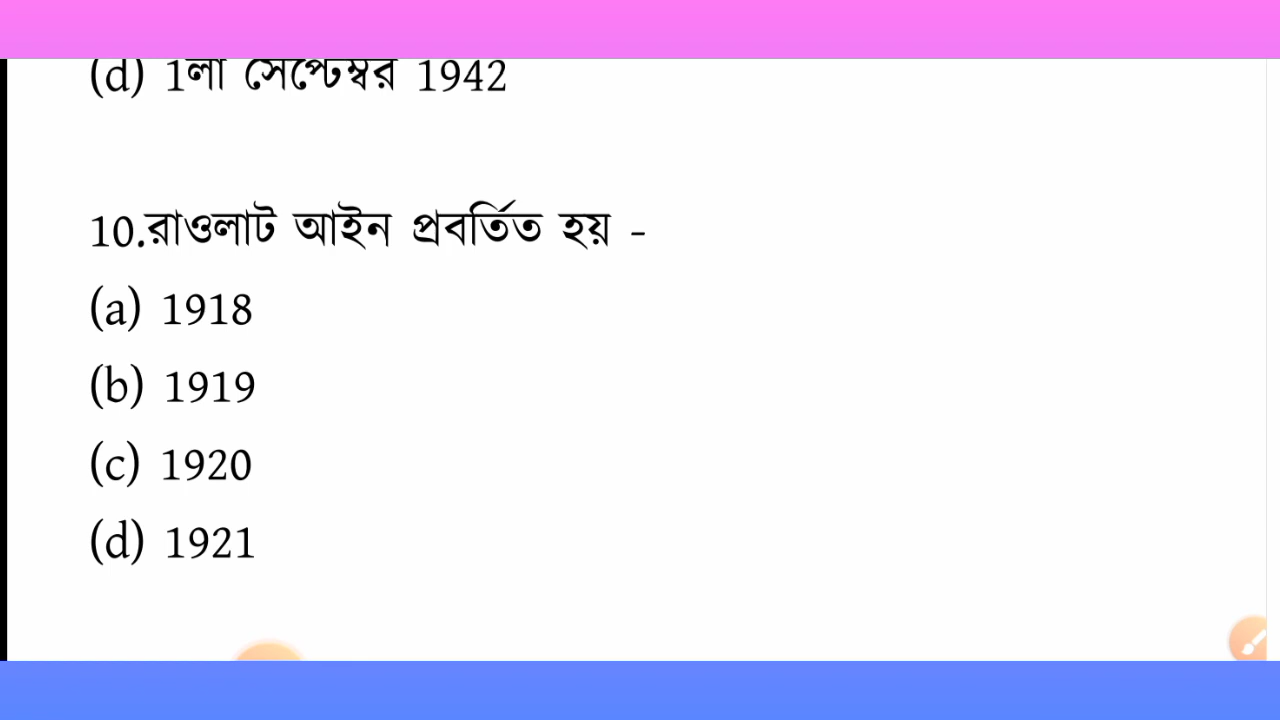 (d) 1লা সেপ্টেম্বর 1942
10.রাওলাট আইন প্রবর্তিত হয় -
(a) 1918
(b) 1919
(c) 1920
(d) 1921